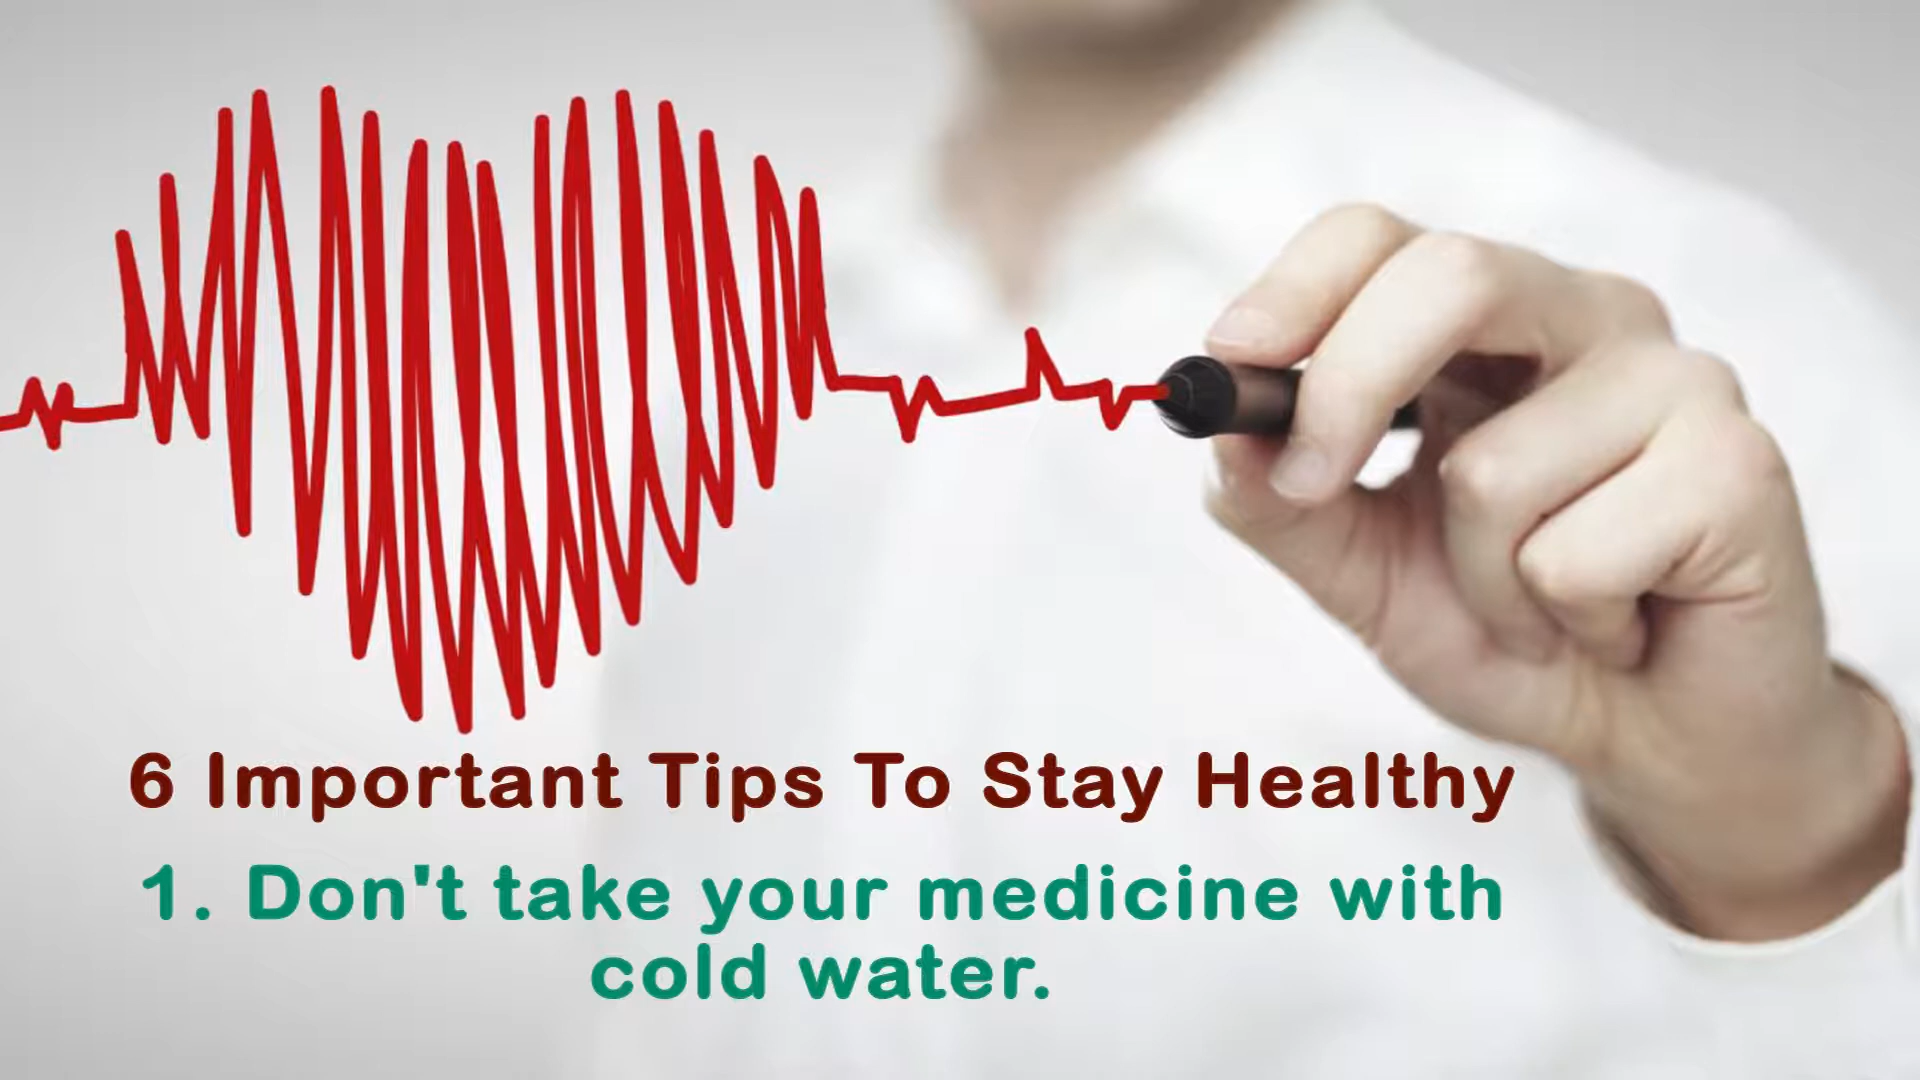 6 Important Tips To Stay Healthy
1. Don't take your medicine with
cold water.